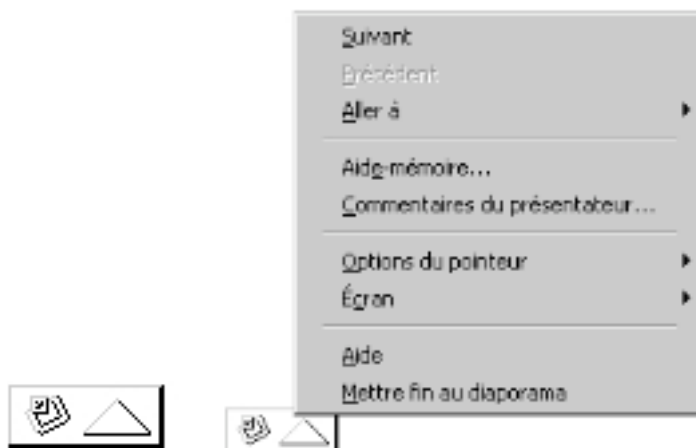 Suivant
Précédent
Aller à
Aide-mémoire...
Commentaires du présentateur...
Options du pointeur
Écran
Aide
Mettre fin au diaporama